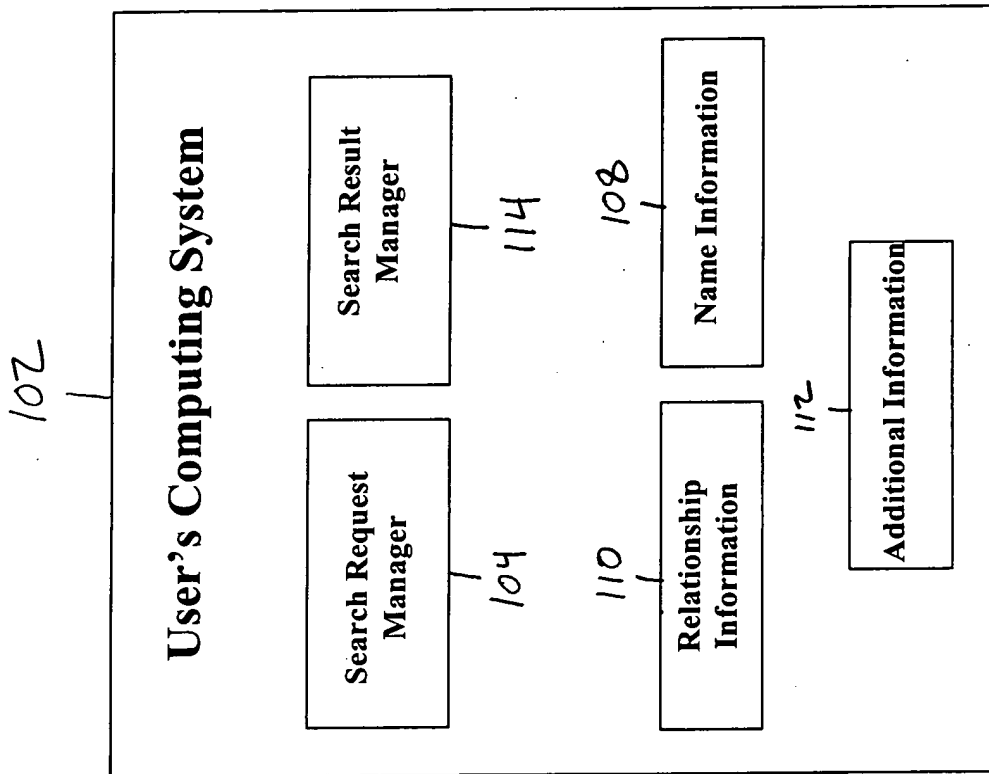 102
User's Computing System
Search Request
Manager
104
Search Result
Manager
114
110
Relationship
Information
108
Name Information
112
Additional Information